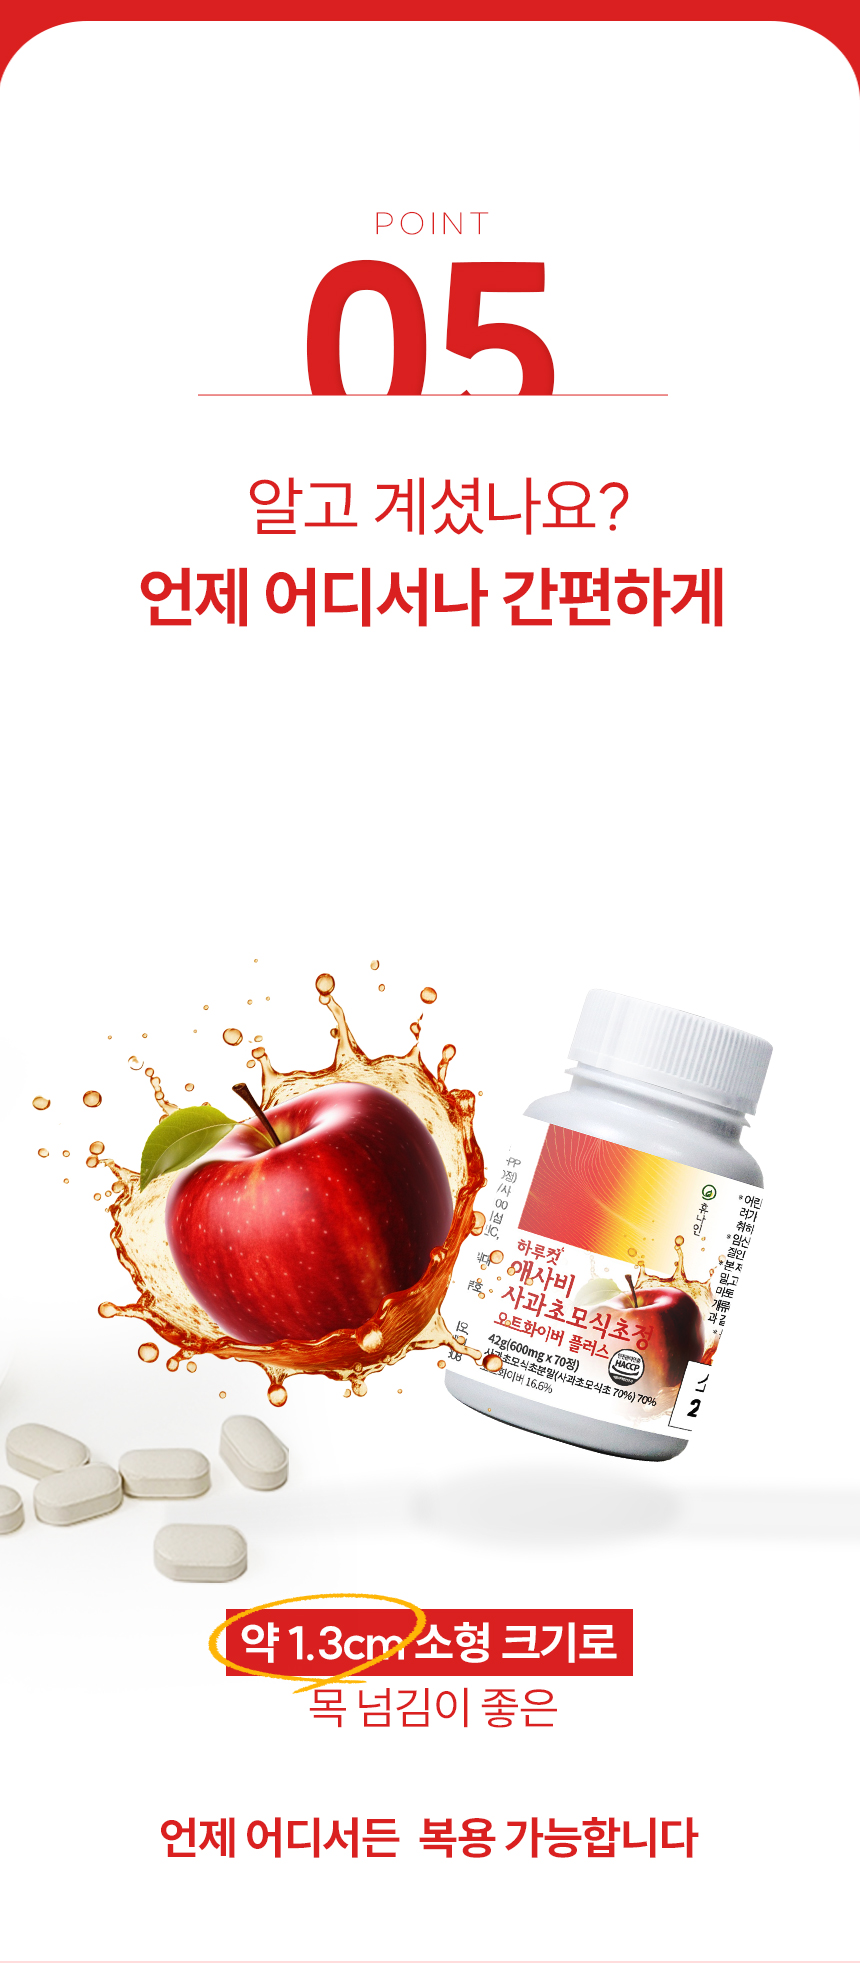 POINT
05
알고 계셨나요?
언제 어디서나 간편하게
휴나인
하루컷
애사비
사과초모식초정
오트화이버 플러스
42g(600mg x 70정)
사과초모식초분말(사과초모식초 70%) 70%
오트화이버 16.6%
HACCP
약 1.3cm 소형 크기로
목 넘김이 좋은
언제 어디서든 복용 가능합니다